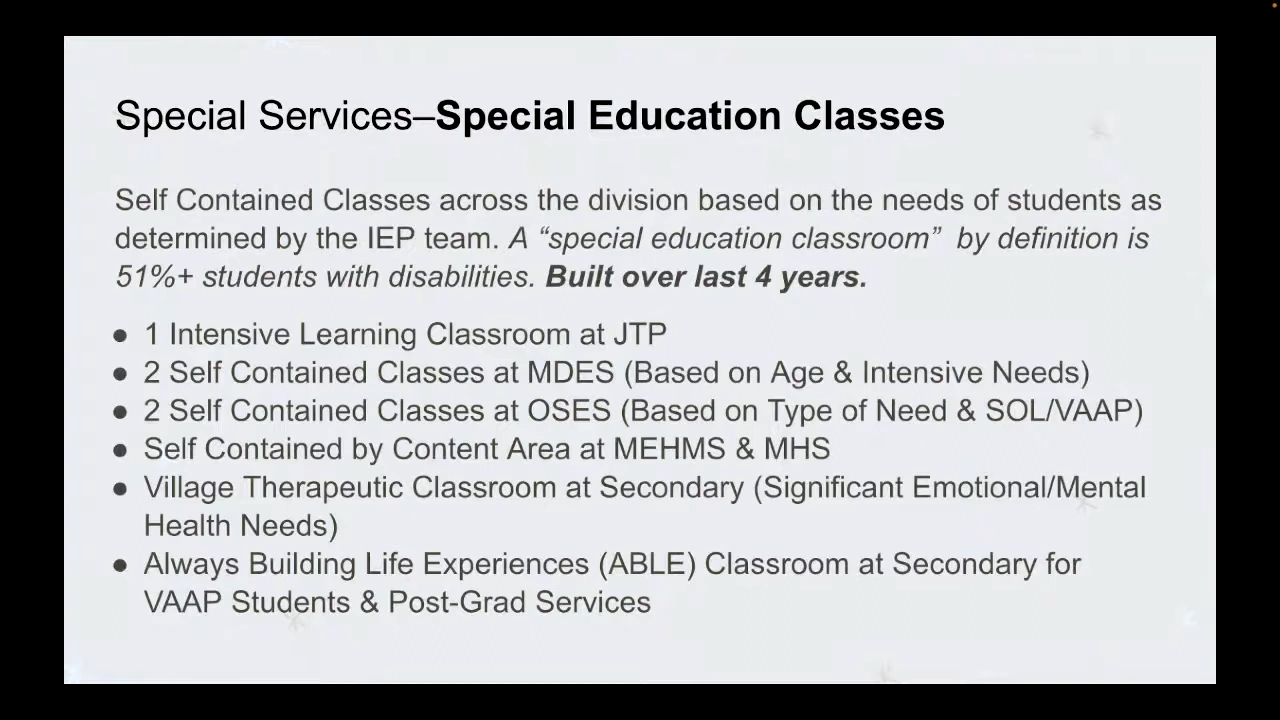 Special Services–Special Education Classes
Self Contained Classes across the division based on the needs of students as
determined by the IEP team. A “special education classroom”  by definition is
51%+ students with disabilities. Built over last 4 years.
● 1 Intensive Learning Classroom at JTP
● 2 Self Contained Classes at MDES (Based on Age & Intensive Needs)
● 2 Self Contained Classes at OSES (Based on Type of Need & SOL/VAAP)
● Self Contained by Content Area at MEHMS & MHS
● Village Therapeutic Classroom at Secondary (Significant Emotional/Mental
Health Needs)
● Always Building Life Experiences (ABLE) Classroom at Secondary for
VAAP Students & Post-Grad Services